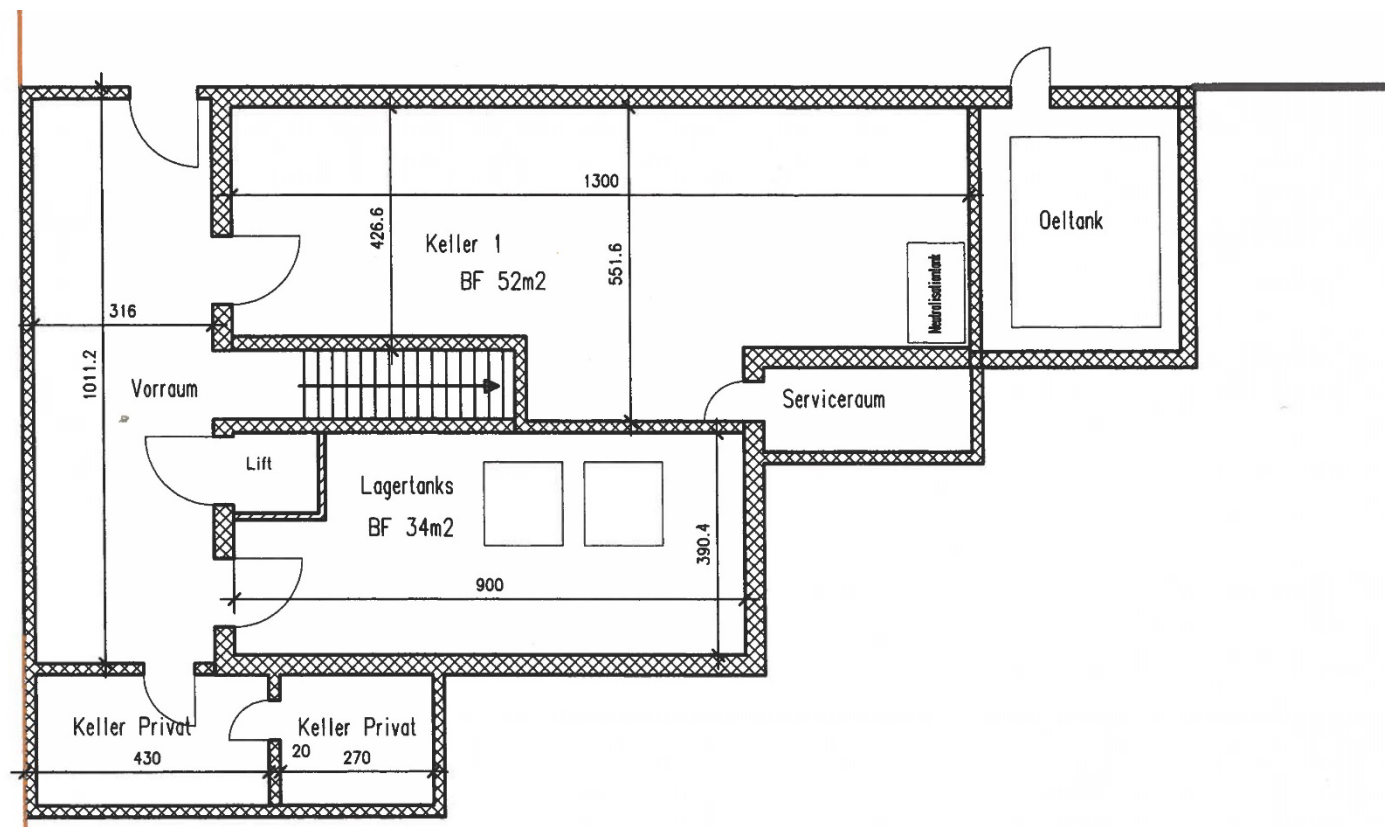 1300
Oeltank
426.6
Keller 1
BF 52m2
551.6
Neutralisationtank
316
1011.2
Vorraum
Serviceraum
Lift
Lagertanks
BF 34m2
390.4
900
Keller Privat
430
Keller Privat
20
270